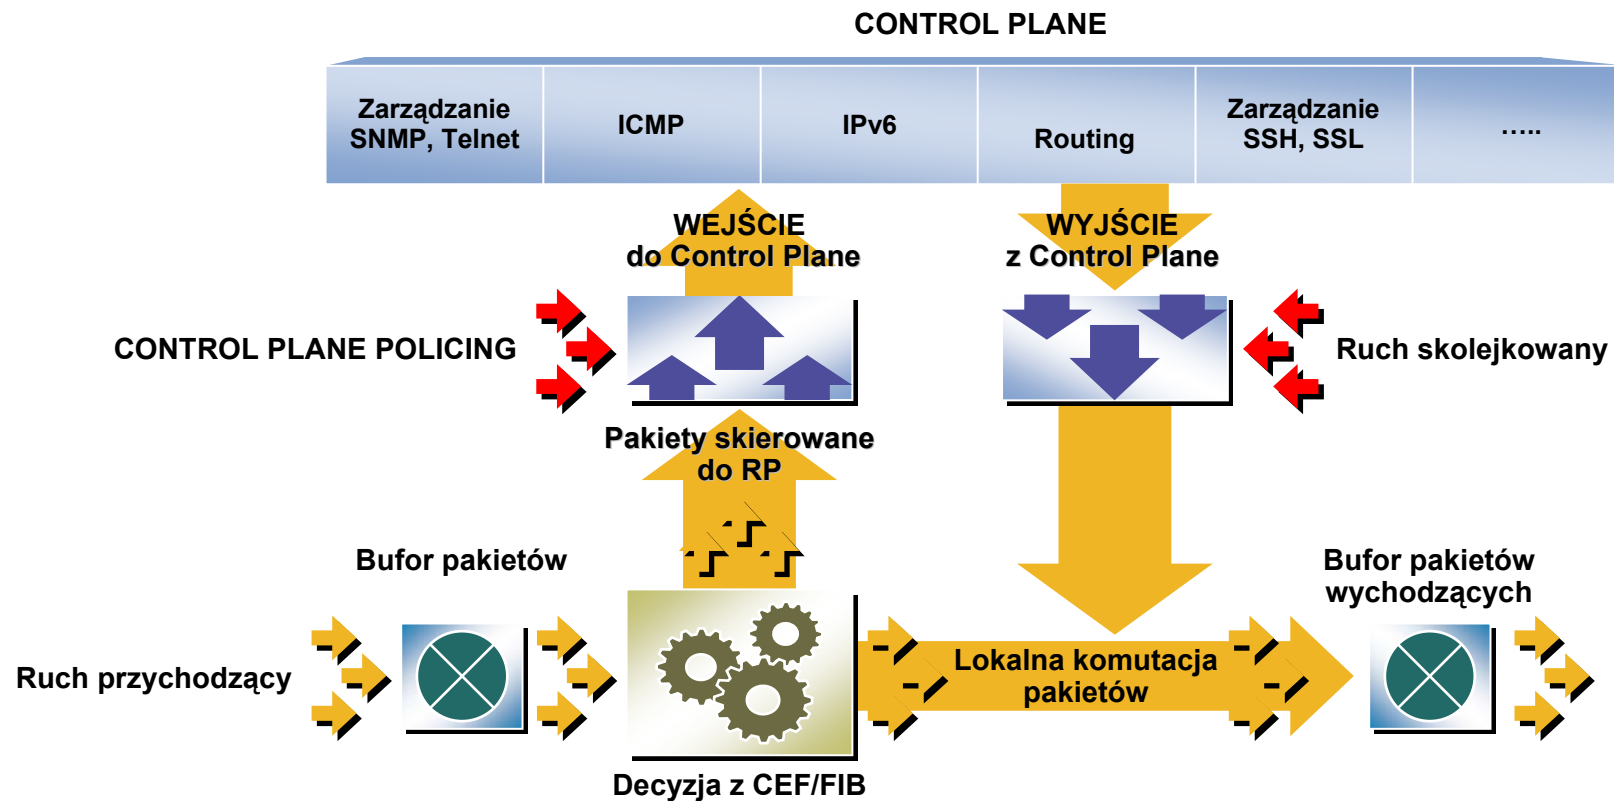 CONTROL PLANE
Zarządzanie
SNMP, Telnet
ICMP
IPv6
Routing
Zarządzanie
SSH, SSL
…..
WEJŚCIE
do Control Plane
WYJŚCIE
z Control Plane
CONTROL PLANE POLICING
Ruch skolejkowany
Pakiety skierowane
do RP
Bufor pakietów
Bufor pakietów
wychodzących
Ruch przychodzący
Lokalna komutacja
pakietów
Decyzja z CEF/FIB